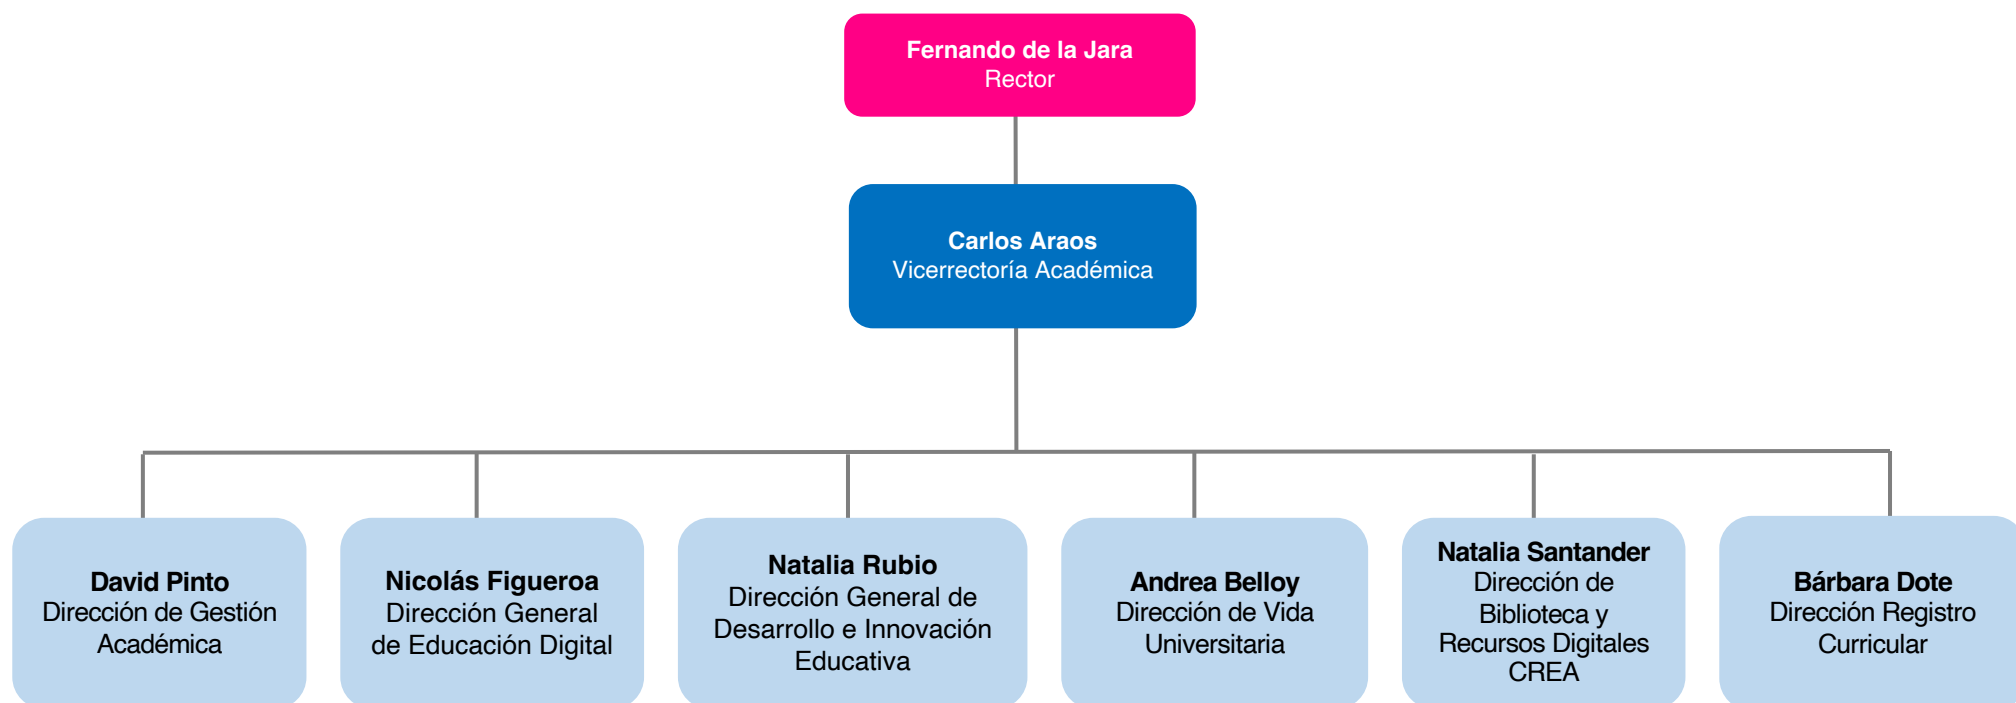 Fernando de la Jara
Rector
Carlos Araos
Vicerrectoría Académica
David Pinto
Dirección de Gestión
Académica
Nicolás Figueroa
Dirección General
de Educación Digital
Natalia Rubio
Dirección General de
Desarrollo e Innovación
Educativa
Andrea Belloy
Dirección de Vida
Universitaria
Natalia Santander
Dirección de
Biblioteca y
Recursos Digitales
CREA
Bárbara Dote
Dirección Registro
Curricular